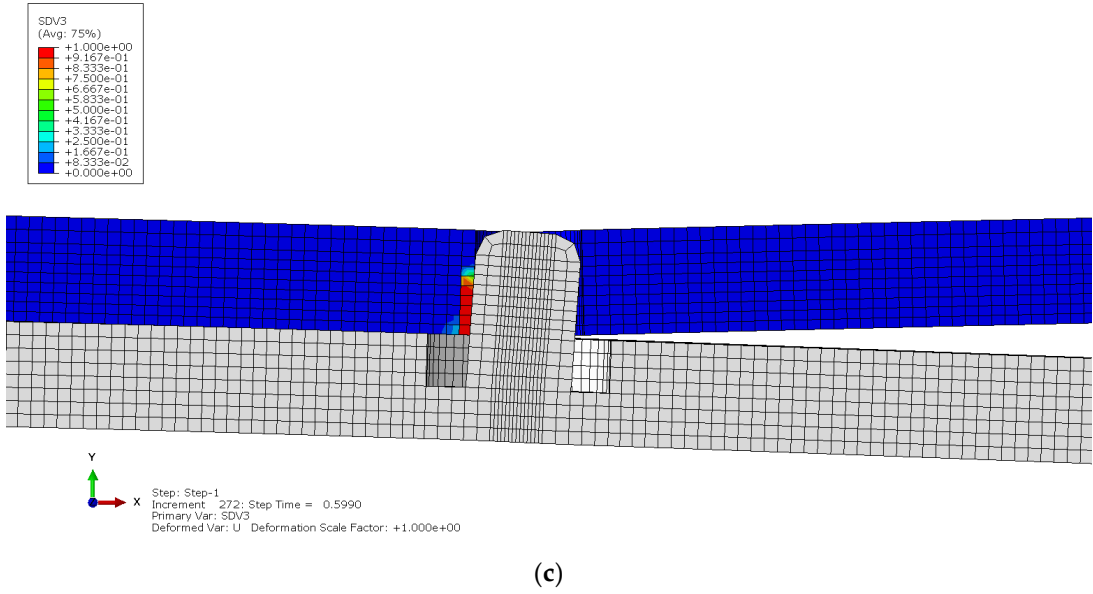 SDV3
(Avg: 75%)
+1.000e+00
+9.167e-01
+8.333e-01
+7.500e-01
+6.667e-01
+5.833e-01
+5.000e-01
+4.167e-01
+3.333e-01
+2.500e-01
+1.667e-01
+8.333e-02
+0.000e+00
Y
X
Step: Step-1
Increment 272: Step Time = 0.5990
Primary Var: SDV3
Deformed Var: U Deformation Scale Factor: +1.000e+00
(c)